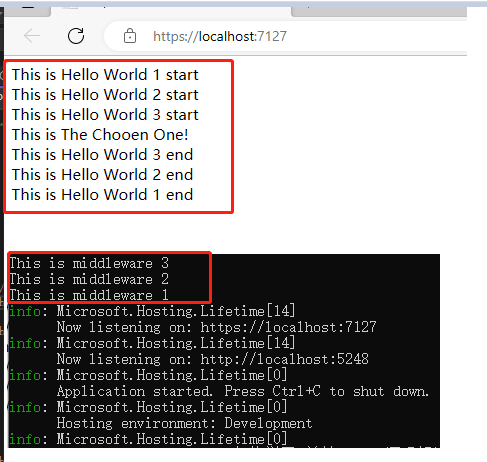 https://localhost:7127
This is Hello World 1 start
This is Hello World 2 start
This is Hello World 3 start
This is The Chooen One!
This is Hello World 3 end
This is Hello World 2 end
This is Hello World 1 end
This is middleware 3
This is middleware 2
This is middleware 1
info: Microsoft.Hosting.Lifetime[14]
Now listening on: https://localhost:7127
info: Microsoft.Hosting.Lifetime[14]
Now listening on: http://localhost:5248
info: Microsoft.Hosting.Lifetime[0]
Application started. Press Ctrl+C to shut down.
info: Microsoft.Hosting.Lifetime[0]
Hosting environment: Development
info: Microsoft.Hosting.Lifetime[0]